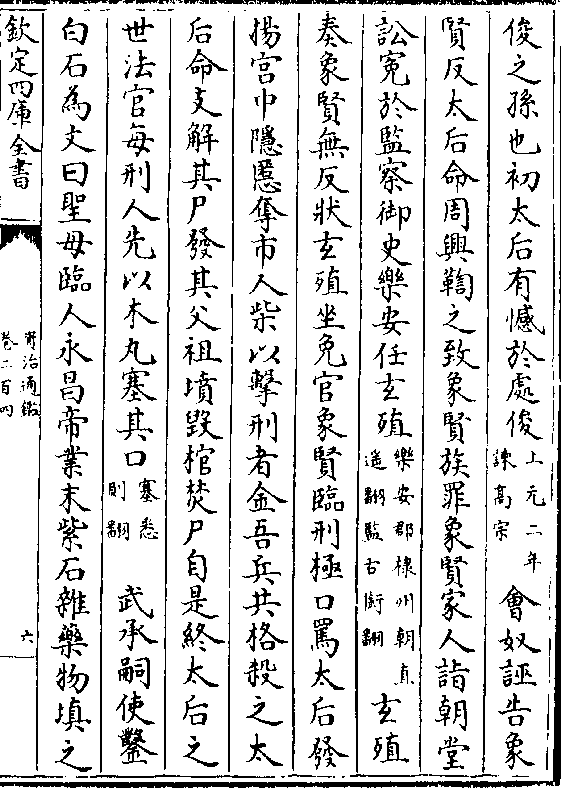 俊之孫也初太后有憾於處俊上元二年諫高宗會奴誣告象
賢反太后命周興鞫之致象賢族罪象賢家人詣朝堂
訟寃於監察御史樂安任玄殖樂安郡棣州朝直遥翻監古衘翻玄殖
奏象賢無反狀玄殖坐免官象賢臨刑極口罵太后發
揚宫中隱慝奪市人柴以擊刑者金吾兵共格殺之太
后命支解其尸發其父祖墳毀棺焚尸自是終太后之
世法官每刑人先以木丸塞其口塞悉則翻武承嗣使鑿
白石為文曰聖母臨人永昌帝業末紫石雜藥物填之
欽定四庫全書
資治通鑑
卷二百四
六